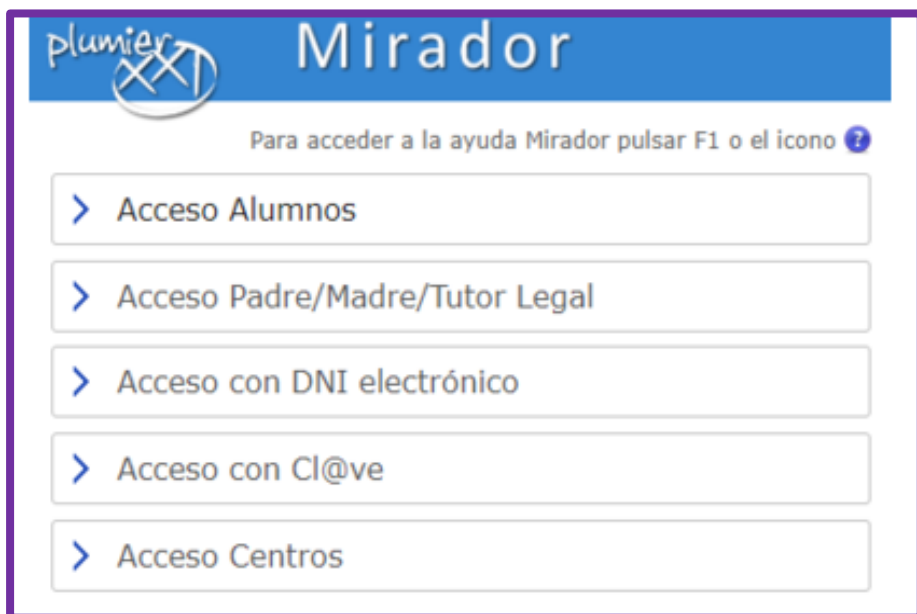 plumier
XXI
Mirador
Para acceder a la ayuda Mirador pulsar F1 o el icono ?
Acceso Alumnos
Acceso Padre/Madre/Tutor Legal
Acceso con DNI electrónico
Acceso con Cl@ve
Acceso Centros